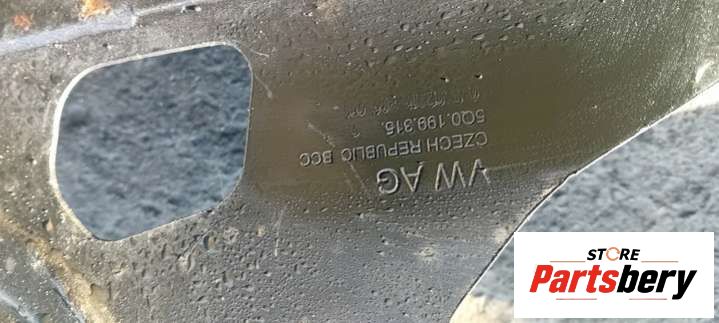 VW AG
CZECH REPUBLIC BCC
5Q0.199.315.
STORE
Partsbery